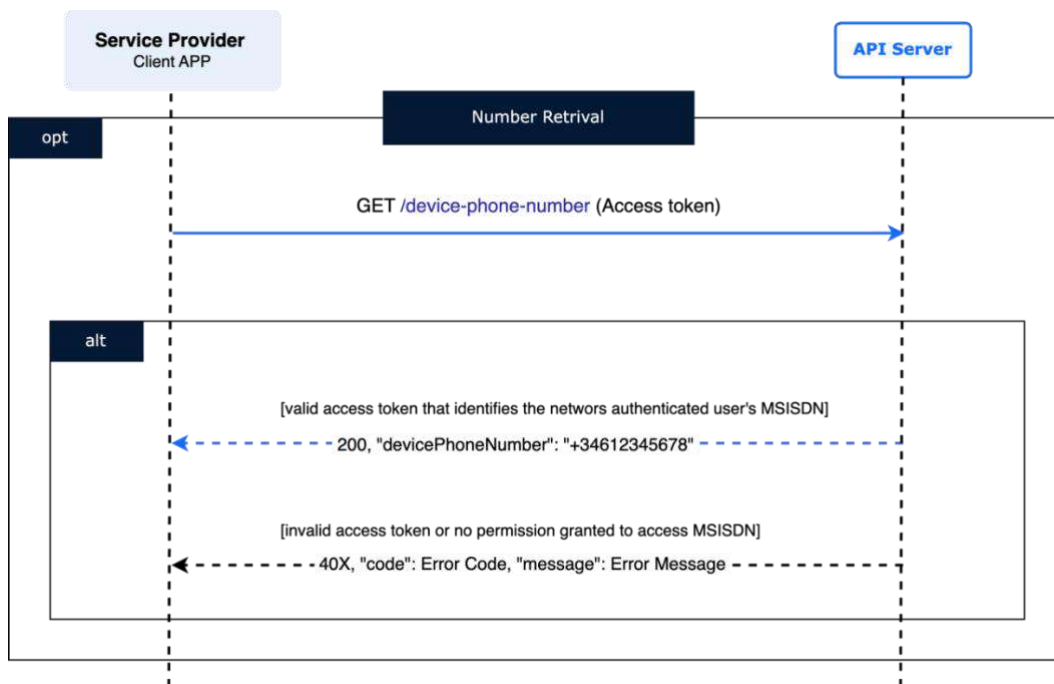 Service Provider
Client APP
API Server
Number Retrival
opt
GET /device-phone-number (Access token)
alt
[valid access token that identifies the networs authenticated user's MSISDN]
200, "devicePhoneNumber": "+34612345678"
[invalid access token or no permission granted to access MSISDN]
40X, "code": Error Code, "message": Error Message